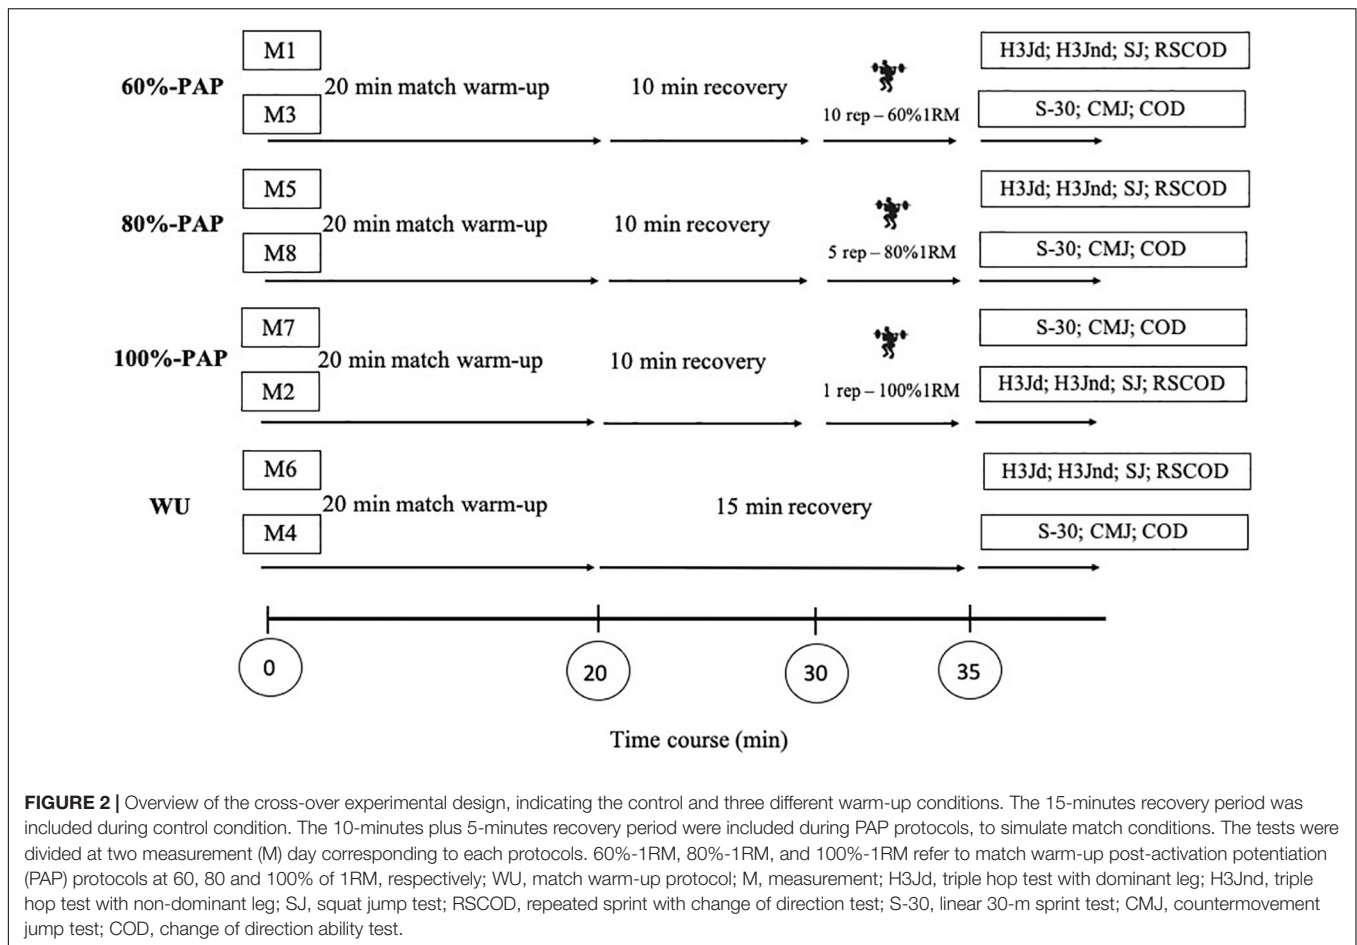 M1
H3Jd; H3Jnd; SJ; RSCOD
60%-PAP
20 min match warm-up
10 min recovery
M3
10 rep – 60%1RM
S-30; CMJ; COD
M5
H3Jd; H3Jnd; SJ; RSCOD
80%-PAP
20 min match warm-up
10 min recovery
M8
5 rep – 80%1RM
S-30; CMJ; COD
M7
S-30; CMJ; COD
100%-PAP
20 min match warm-up
10 min recovery
M2
1 rep – 100%1RM
H3Jd; H3Jnd; SJ; RSCOD
M6
H3Jd; H3Jnd; SJ; RSCOD
WU
20 min match warm-up
15 min recovery
M4
S-30; CMJ; COD
0
20
30
35
Time course (min)
FIGURE 2 | Overview of the cross-over experimental design, indicating the control and three different warm-up conditions. The 15-minutes recovery period was
included during control condition. The 10-minutes plus 5-minutes recovery period were included during PAP protocols, to simulate match conditions. The tests were
divided at two measurement (M) day corresponding to each protocols. 60%-1RM, 80%-1RM, and 100%-1RM refer to match warm-up post-activation potentiation
(PAP) protocols at 60, 80 and 100% of 1RM, respectively; WU, match warm-up protocol; M, measurement; H3Jd, triple hop test with dominant leg; H3Jnd, triple
hop test with non-dominant leg; SJ, squat jump test; RSCOD, repeated sprint with change of direction test; S-30, linear 30-m sprint test; CMJ, countermovement
jump test; COD, change of direction ability test.